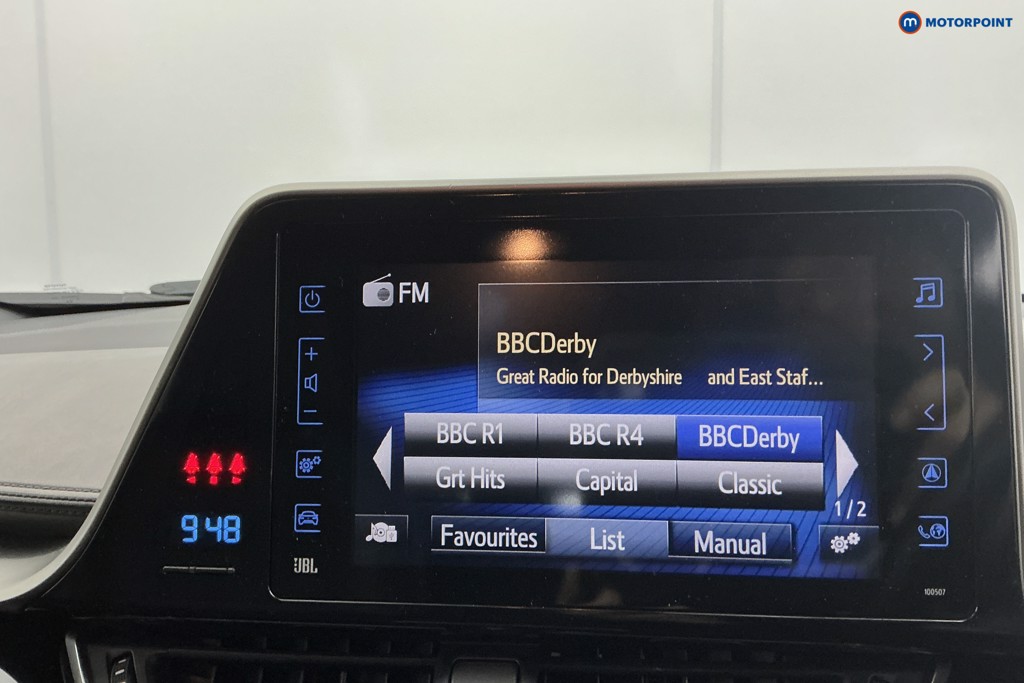 m MOTORPOINT
FM
BBCDerby
Great Radio for Derbyshire and East Staf...
BBC R1 BBC R4 BBCDerby
Grt Hits Capital Classic
1/2
Favourites List Manual
9 48
JBL
100507